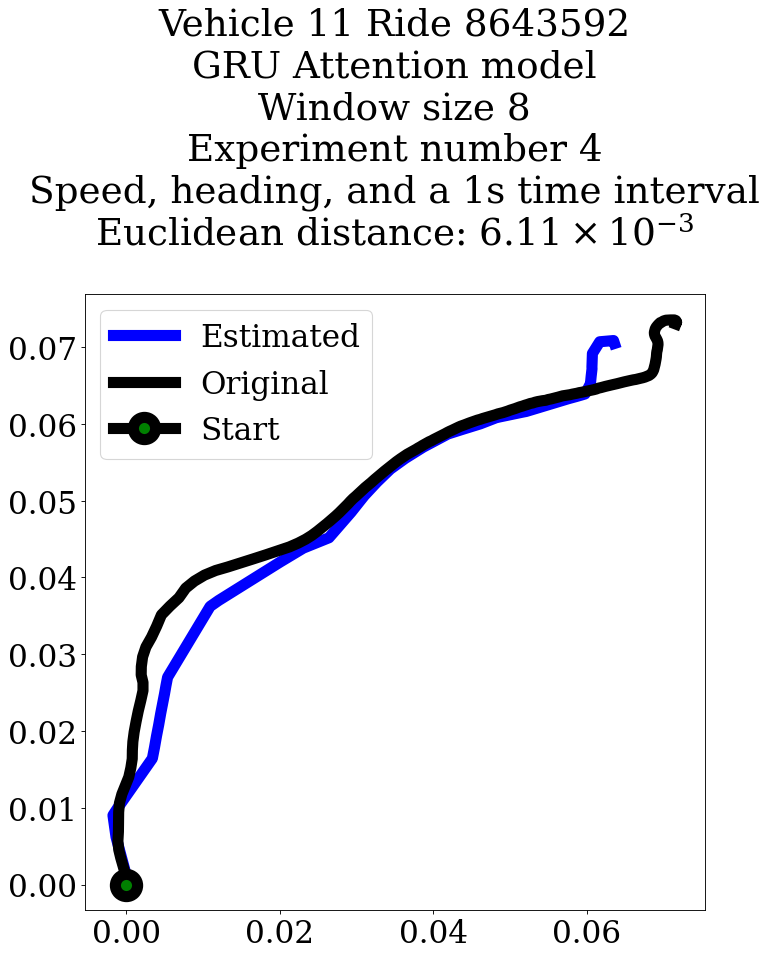 Vehicle 11 Ride 8643592
GRU Attention model
Window size 8
Experiment number 4
Speed, heading, and a 1s time interval
Euclidean distance: 6.11 × 10⁻³
Estimated
Original
Start
0.07
0.06
0.05
0.04
0.03
0.02
0.01
0.00
0.00 0.02 0.04 0.06